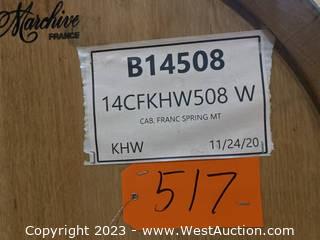 Marchive
FRANCE
B14508
14CFKHW508 W
CAB. FRANC SPRING MT
KHW 11/24/20
517
Copyright 2023 - www.WestAuction.com